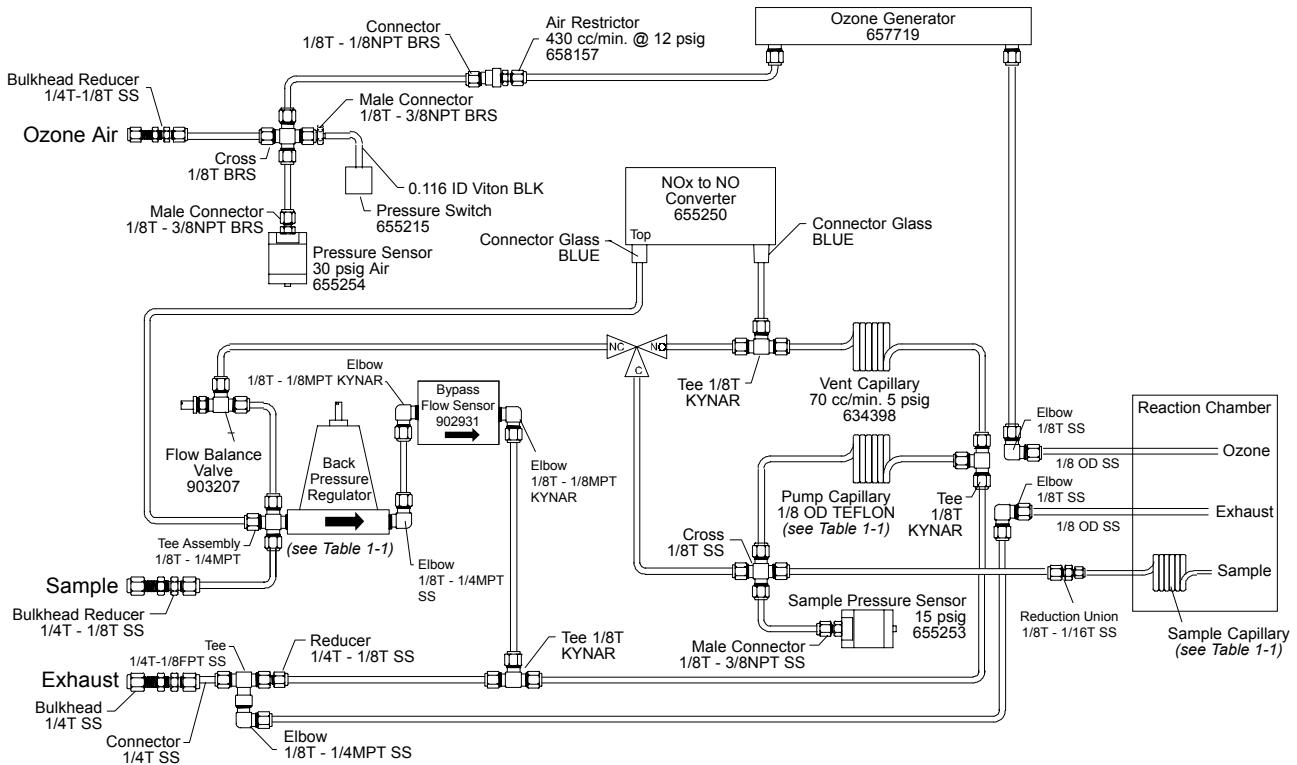 Ozone Generator
657719
Connector
1/8T - 1/8NPT BRS
Air Restrictor
430 cc/min. @ 12 psig
658157
Bulkhead Reducer
1/4T-1/8T SS
Male Connector
1/8T - 3/8NPT BRS
Ozone Air
Cross
1/8T BRS
0.116 ID Viton BLK
Pressure Switch
655215
Male Connector
1/8T - 3/8NPT BRS
Pressure Sensor
30 psig Air
655254
NOx to NO
Converter
655250
Top
Connector Glass
BLUE
Connector Glass
BLUE
NC
NO
C
Tee 1/8T
KYNAR
Vent Capillary
70 cc/min. 5 psig
634398
Elbow
1/8T - 1/8MPT KYNAR
Bypass
Flow Sensor
902931
Elbow
1/8T - 1/8MPT
KYNAR
Flow Balance
Valve
903207
Back
Pressure
Regulator
(see Table 1-1)
Tee Assembly
1/8T - 1/4MPT
Elbow
1/8T - 1/4MPT
SS
Pump Capillary
1/8 OD TEFLON
(see Table 1-1)
Tee
1/8T
KYNAR
Elbow
1/8T SS
Reaction Chamber
Ozone
1/8 OD SS
Elbow
1/8T SS
Exhaust
1/8 OD SS
Cross
1/8T SS
Sample
Reduction Union
1/8T - 1/16T SS
Sample Capillary
(see Table 1-1)
Sample
Bulkhead Reducer
1/4T - 1/8T SS
Sample Pressure Sensor
15 psig
655253
Male Connector
1/8T - 3/8NPT SS
Tee
1/4T-1/8FPT SS
Reducer
1/4T - 1/8T SS
Tee 1/8T
KYNAR
Exhaust
Bulkhead
1/4T SS
Connector
1/4T SS
Elbow
1/8T - 1/4MPT SS